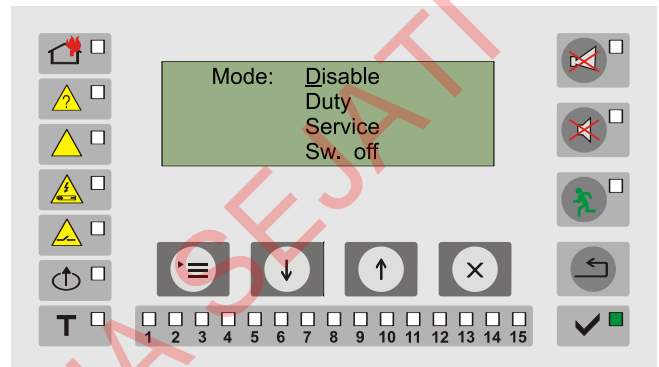 Mode: Disable
Duty
Service
Sw. off
?
T
1 2 3 4 5 6 7 8 9 10 11 12 13 14 15
A SEJATI